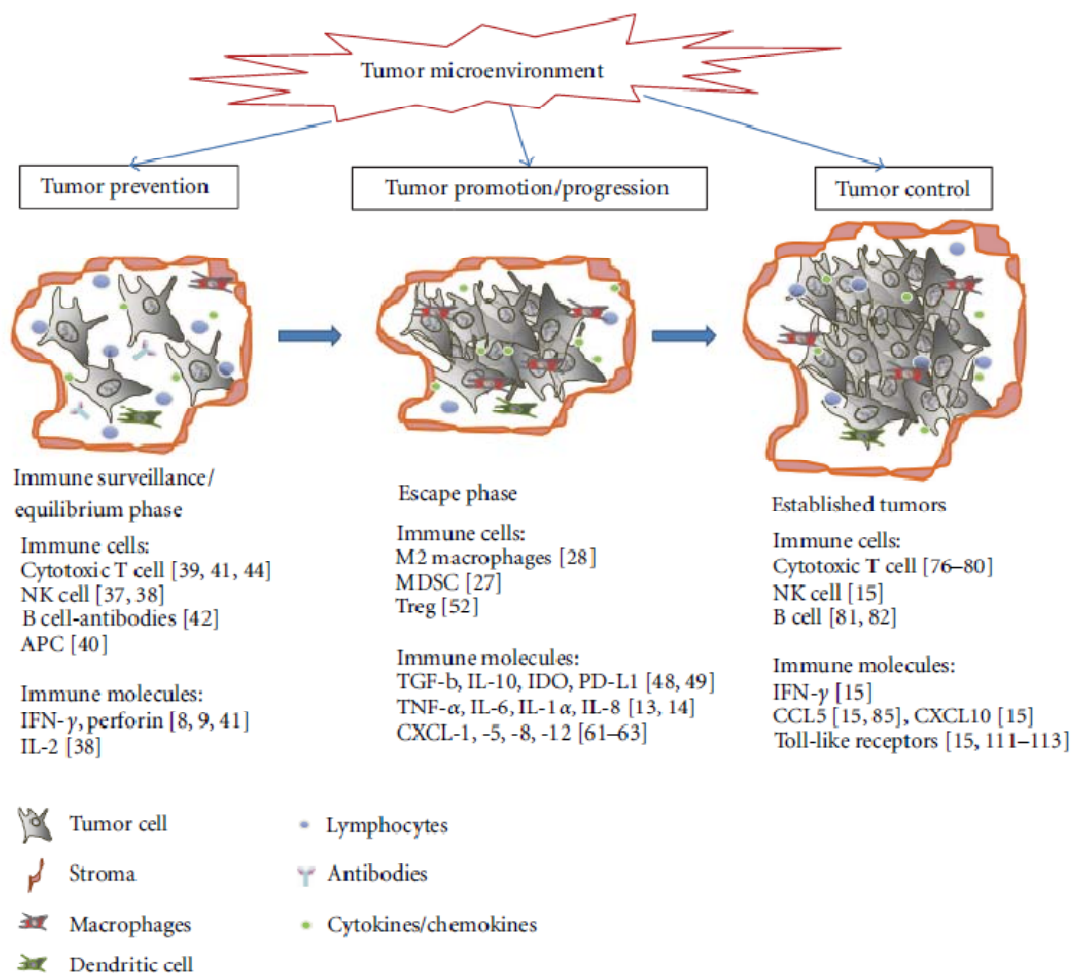 Tumor microenvironment
Tumor prevention
Tumor promotion/progression
Tumor control
Immune surveillance/
equilibrium phase
Immune cells:
Cytotoxic T cell [39, 41, 44]
NK cell [37, 38]
B cell-antibodies [42]
APC [40]
Immune molecules:
IFN-γ, perforin [8, 9, 41]
IL-2 [38]
Escape phase
Immune cells:
M2 macrophages [28]
MDSC [27]
Treg [52]
Immune molecules:
TGF-b, IL-10, IDO, PD-L1 [48, 49]
TNF-α, IL-6, IL-1α, IL-8 [13, 14]
CXCL-1, -5, -8, -12 [61–63]
Established tumors
Immune cells:
Cytotoxic T cell [76–80]
NK cell [15]
B cell [81, 82]
Immune molecules:
IFN-γ [15]
CCL5 [15, 85], CXCL10 [15]
Toll-like receptors [15, 111–113]
Tumor cell
Stroma
Macrophages
Dendritic cell
Lymphocytes
Antibodies
Cytokines/chemokines